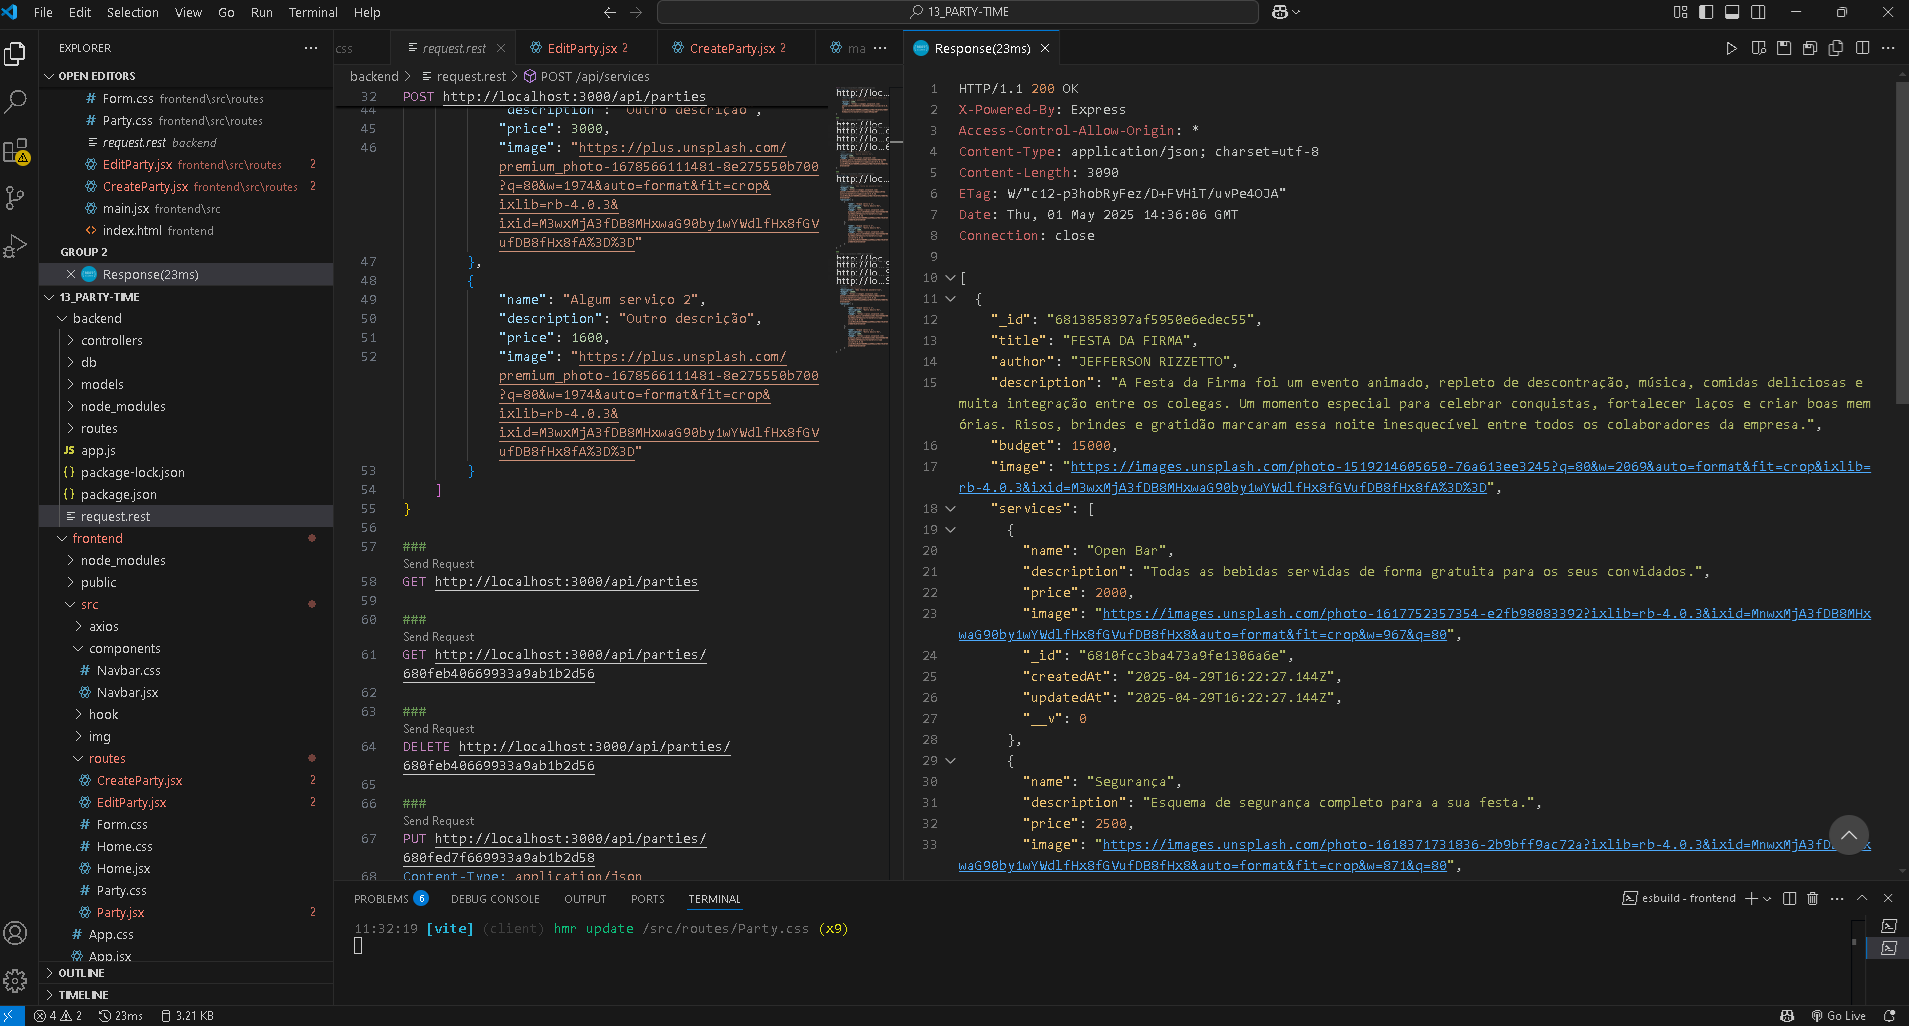 File Edit Selection View Go Run Terminal Help
13_PARTY-TIME
EXPLORER
OPEN EDITORS
# Form.css frontend\src\routes
# Party.css frontend\src\routes
request.rest backend
EditParty.jsx frontend\src\routes 2
CreateParty.jsx frontend\src\routes 2
main.jsx frontend\src
<> index.html frontend
GROUP 2
Response(23ms)
13_PARTY-TIME
backend
controllers
db
models
node_modules
routes
JS app.js
{} package-lock.json
{} package.json
request.rest
frontend
node_modules
public
src
axios
components
# Navbar.css
Navbar.jsx
hook
img
routes
CreateParty.jsx 2
EditParty.jsx 2
# Form.css
# Home.css
Home.jsx
# Party.css
Party.jsx 2
# App.css
App.jsx
OUTLINE
TIMELINE
css
request.rest
EditParty.jsx 2
CreateParty.jsx 2
ma
backend > request.rest > POST /api/services
32 POST http://localhost:3000/api/parties
44 "description": "Outro descrição",
45 "price": 3000,
46 "image": "https://plus.unsplash.com/
premium_photo-1678566111481-8e275550b700
?q=80&w=1974&auto=format&fit=crop&
ixlib=rb-4.0.3&
ixid=M3wxMjA3fDB8MHxwaG90by1wYWdlfHx8fGV
ufDB8fHx8fA%3D%3D"
47 },
48 {
49 "name": "Algum serviço 2",
50 "description": "Outro descrição",
51 "price": 1600,
52 "image": "https://plus.unsplash.com/
premium_photo-1678566111481-8e275550b700
?q=80&w=1974&auto=format&fit=crop&
ixlib=rb-4.0.3&
ixid=M3wxMjA3fDB8MHxwaG90by1wYWdlfHx8fGV
ufDB8fHx8fA%3D%3D"
53 }
54 ]
55 }
56
57 ###
Send Request
58 GET http://localhost:3000/api/parties
59
60 ###
Send Request
61 GET http://localhost:3000/api/parties/
680feb40669933a9ab1b2d56
62
63 ###
Send Request
64 DELETE http://localhost:3000/api/parties/
680feb40669933a9ab1b2d56
65
66 ###
Send Request
67 PUT http://localhost:3000/api/parties/
680fed7f669933a9ab1b2d58
68 Content-Type: application/json
Response(23ms)
1 HTTP/1.1 200 OK
2 X-Powered-By: Express
3 Access-Control-Allow-Origin: *
4 Content-Type: application/json; charset=utf-8
5 Content-Length: 3090
6 ETag: W/"c12-p3hobRyFez/D+FVHiT/uvPe4OJA"
7 Date: Thu, 01 May 2025 14:36:06 GMT
8 Connection: close
9
10 [
11 {
12 "_id": "6813858397af5950e6edec55",
13 "title": "FESTA DA FIRMA",
14 "author": "JEFFERSON RIZZETTO",
15 "description": "A Festa da Firma foi um evento animado, repleto de descontração, música, comidas deliciosas e
muita integração entre os colegas. Um momento especial para celebrar conquistas, fortalecer laços e criar boas mem
órias. Risos, brindes e gratidão marcaram essa noite inesquecível entre todos os colaboradores da empresa.",
16 "budget": 15000,
17 "image": "https://images.unsplash.com/photo-1519214605650-76a613ee3245?q=80&w=2069&auto=format&fit=crop&ixlib=
rb-4.0.3&ixid=M3wxMjA3fDB8MHxwaG90by1wYWdlfHx8fGVufDB8fHx8fA%3D%3D",
18 "services": [
19 {
20 "name": "Open Bar",
21 "description": "Todas as bebidas servidas de forma gratuita para os seus convidados.",
22 "price": 2000,
23 "image": "https://images.unsplash.com/photo-1617752357354-e2fb98083392?ixlib=rb-4.0.3&ixid=MnwxMjA3fDB8MHx
waG90by1wYWdlfHx8fGVufDB8fHx8&auto=format&fit=crop&w=967&q=80",
24 "_id": "6810fcc3ba473a9fe1306a6e",
25 "createdAt": "2025-04-29T16:22:27.144Z",
26 "updatedAt": "2025-04-29T16:22:27.144Z",
27 "__v": 0
28 },
29 {
30 "name": "Segurança",
31 "description": "Esquema de segurança completo para a sua festa.",
32 "price": 2500,
33 "image": "https://images.unsplash.com/photo-1618371731836-2b9bff9ac72a?ixlib=rb-4.0.3&ixid=MnwxMjA3fDB8MHx
waG90by1wYWdlfHx8fGVufDB8fHx8&auto=format&fit=crop&w=871&q=80",
PROBLEMS 6 DEBUG CONSOLE OUTPUT PORTS TERMINAL
esbuild - frontend
11:32:19 [vite] (client) hmr update /src/routes/Party.css (x9)
4 2 23ms 3.21 KB
Go Live